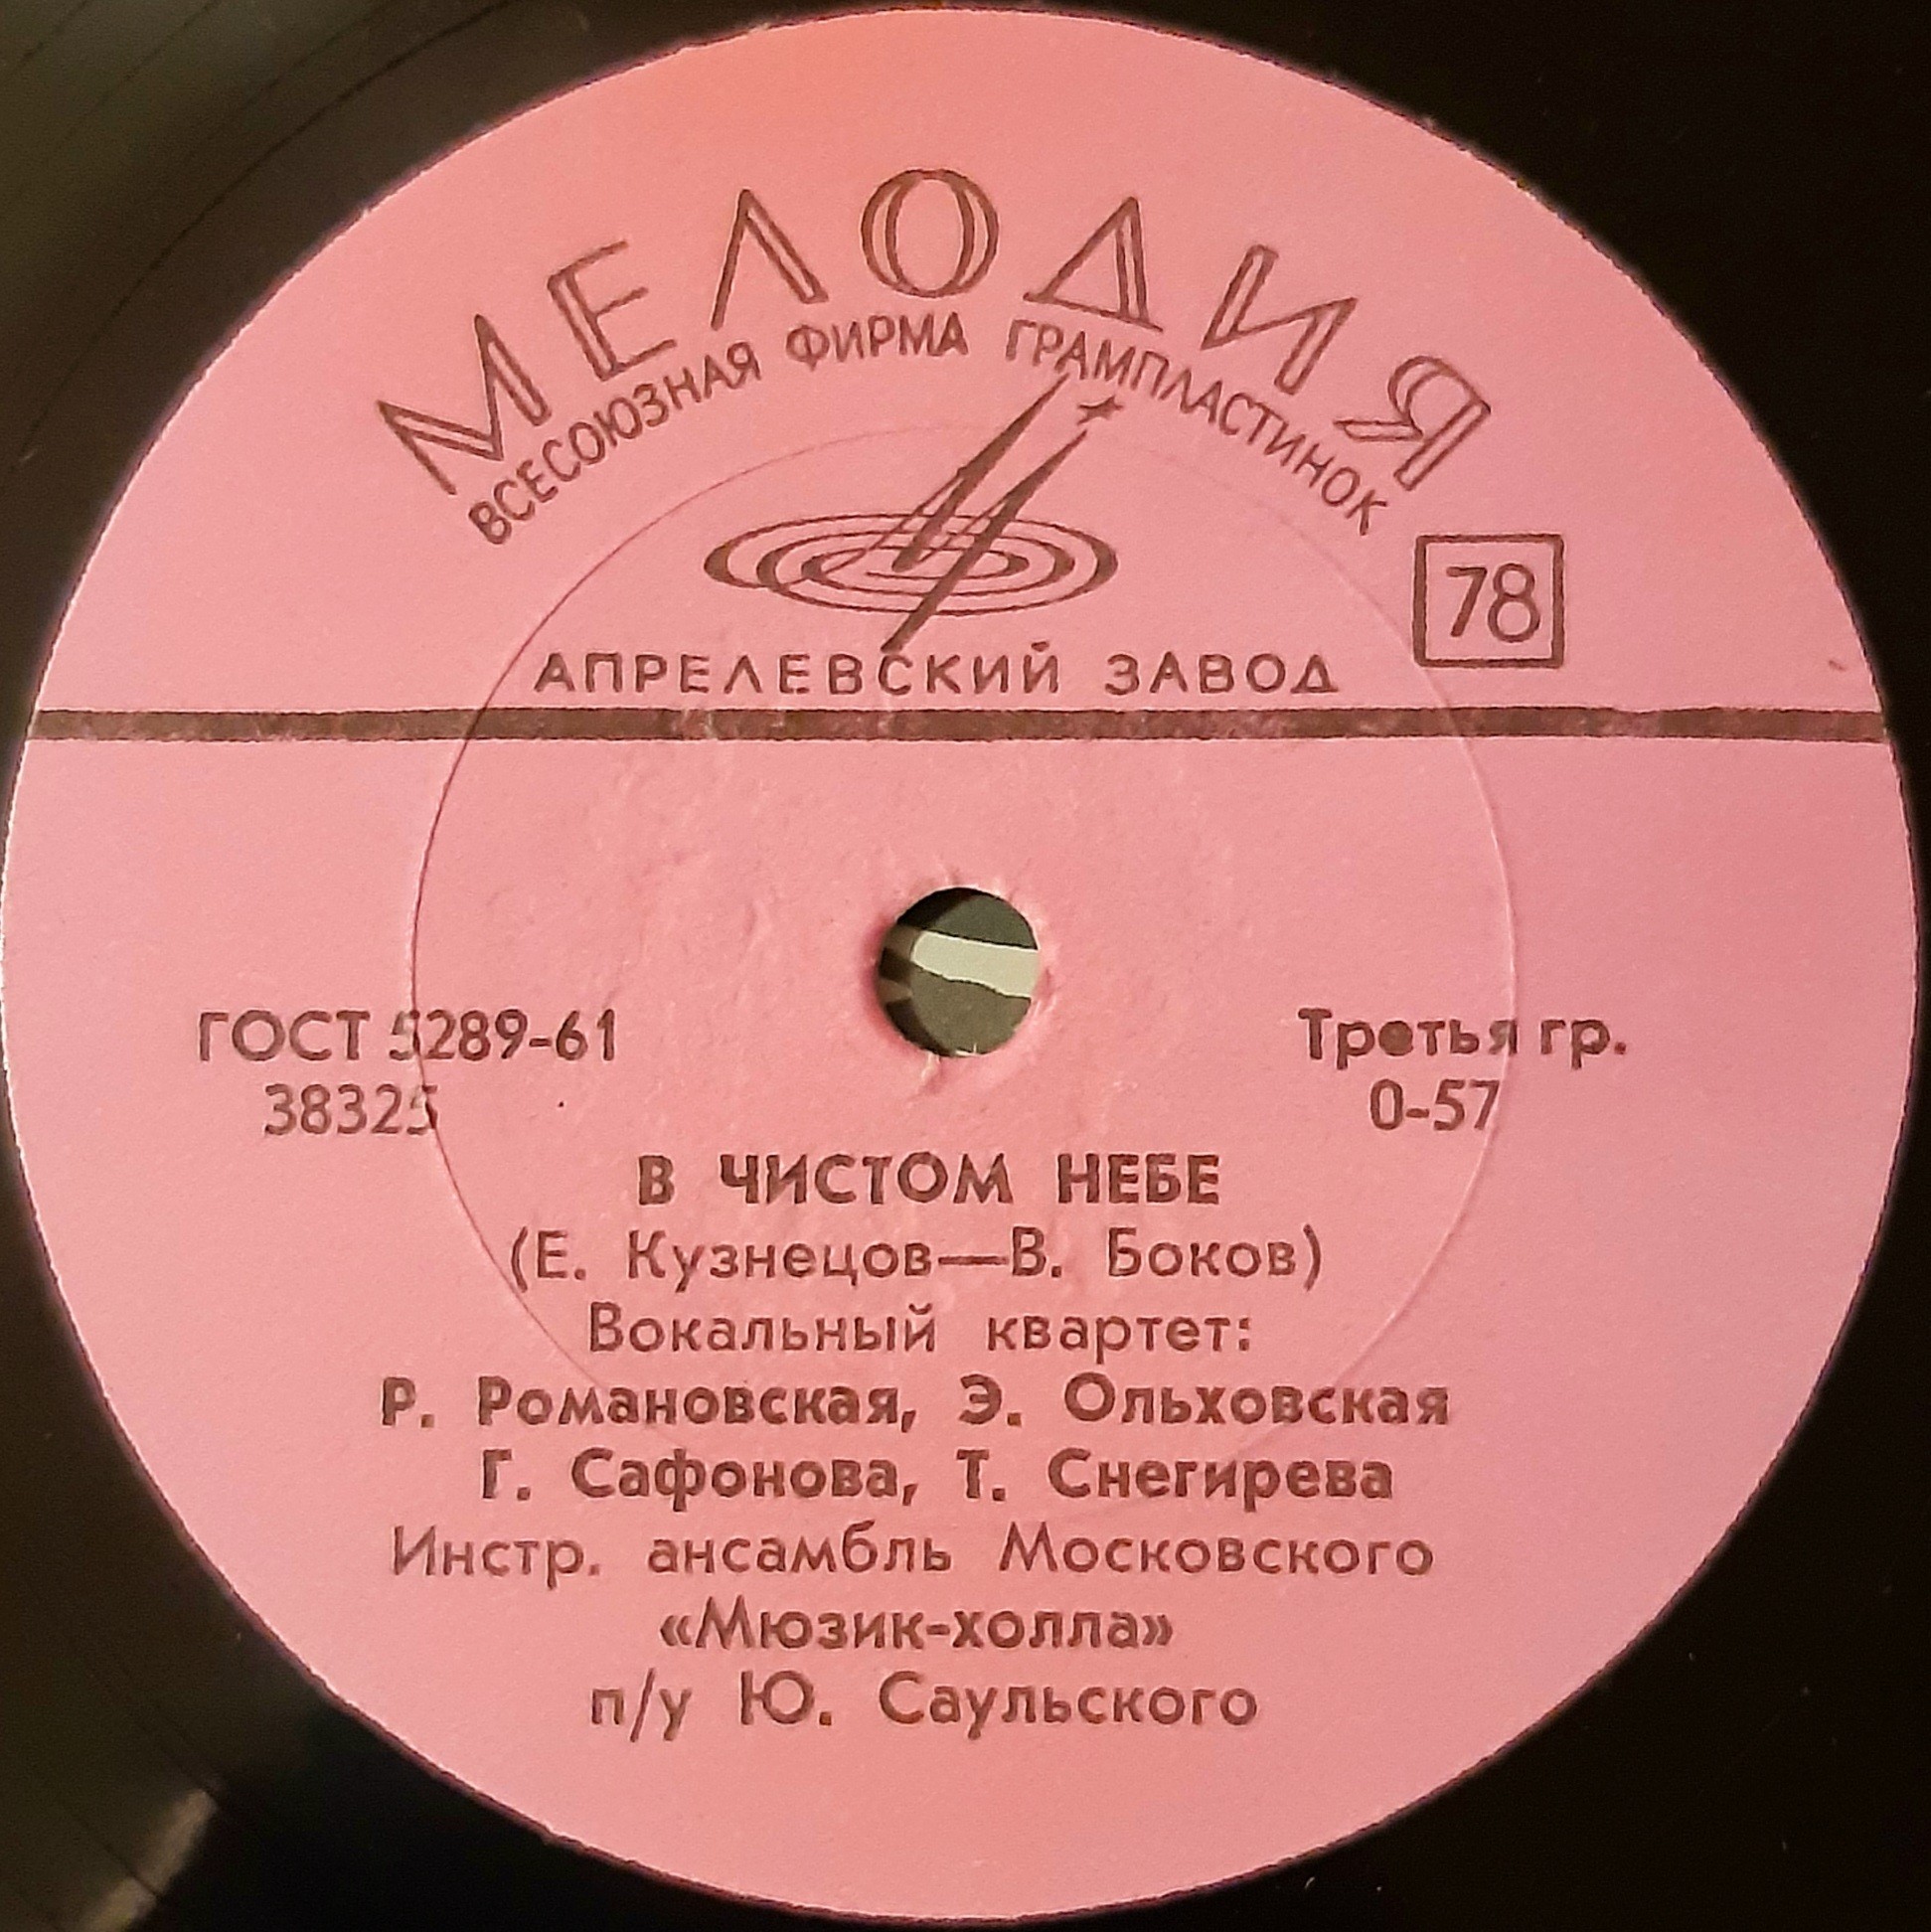 МЕЛОДИЯ
ВСЕСОЮЗНАЯ ФИРМА ГРАМПЛАСТИНОК
78
АПРЕЛЕВСКИЙ ЗАВОД
ГОСТ 5289-61
Третья гр.
38325
0-57
В ЧИСТОМ НЕБЕ
(Е. Кузнецов—В. Боков)
Вокальный квартет:
Р. Романовская, Э. Ольховская
Г. Сафонова, Т. Снегирева
Инстр. ансамбль Московского
«Мюзик-холла»
п/у Ю. Саульского